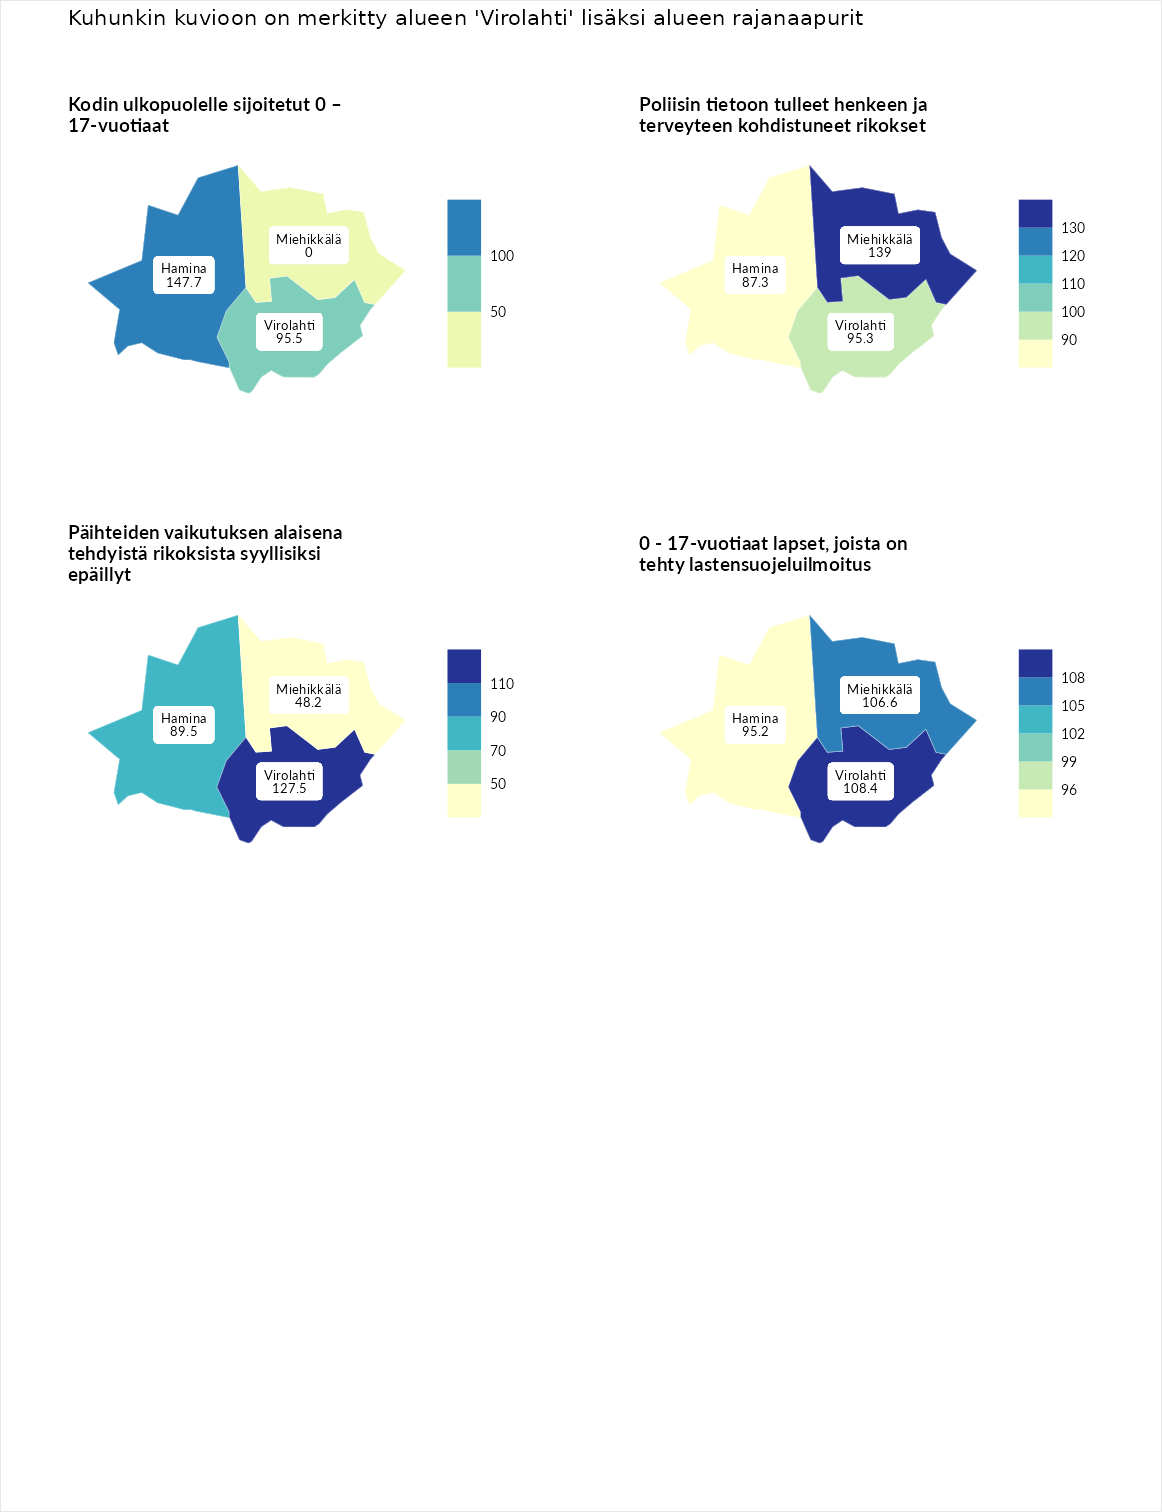 Kuhunkin kuvioon on merkitty alueen 'Virolahti' lisäksi alueen rajanaapurit
Kodin ulkopuolelle sijoitetut 0 –
17-vuotiaat
Hamina
147.7
Miehikkälä
0
Virolahti
95.5
100
50
Poliisin tietoon tulleet henkeen ja
terveyteen kohdistuneet rikokset
Hamina
87.3
Miehikkälä
139
Virolahti
95.3
130
120
110
100
90
Päihteiden vaikutuksen alaisena
tehdyistä rikoksista syyllisiksi
epäillyt
Hamina
89.5
Miehikkälä
48.2
Virolahti
127.5
110
90
70
50
0 - 17-vuotiaat lapset, joista on
tehty lastensuojeluilmoitus
Hamina
95.2
Miehikkälä
106.6
Virolahti
108.4
108
105
102
99
96